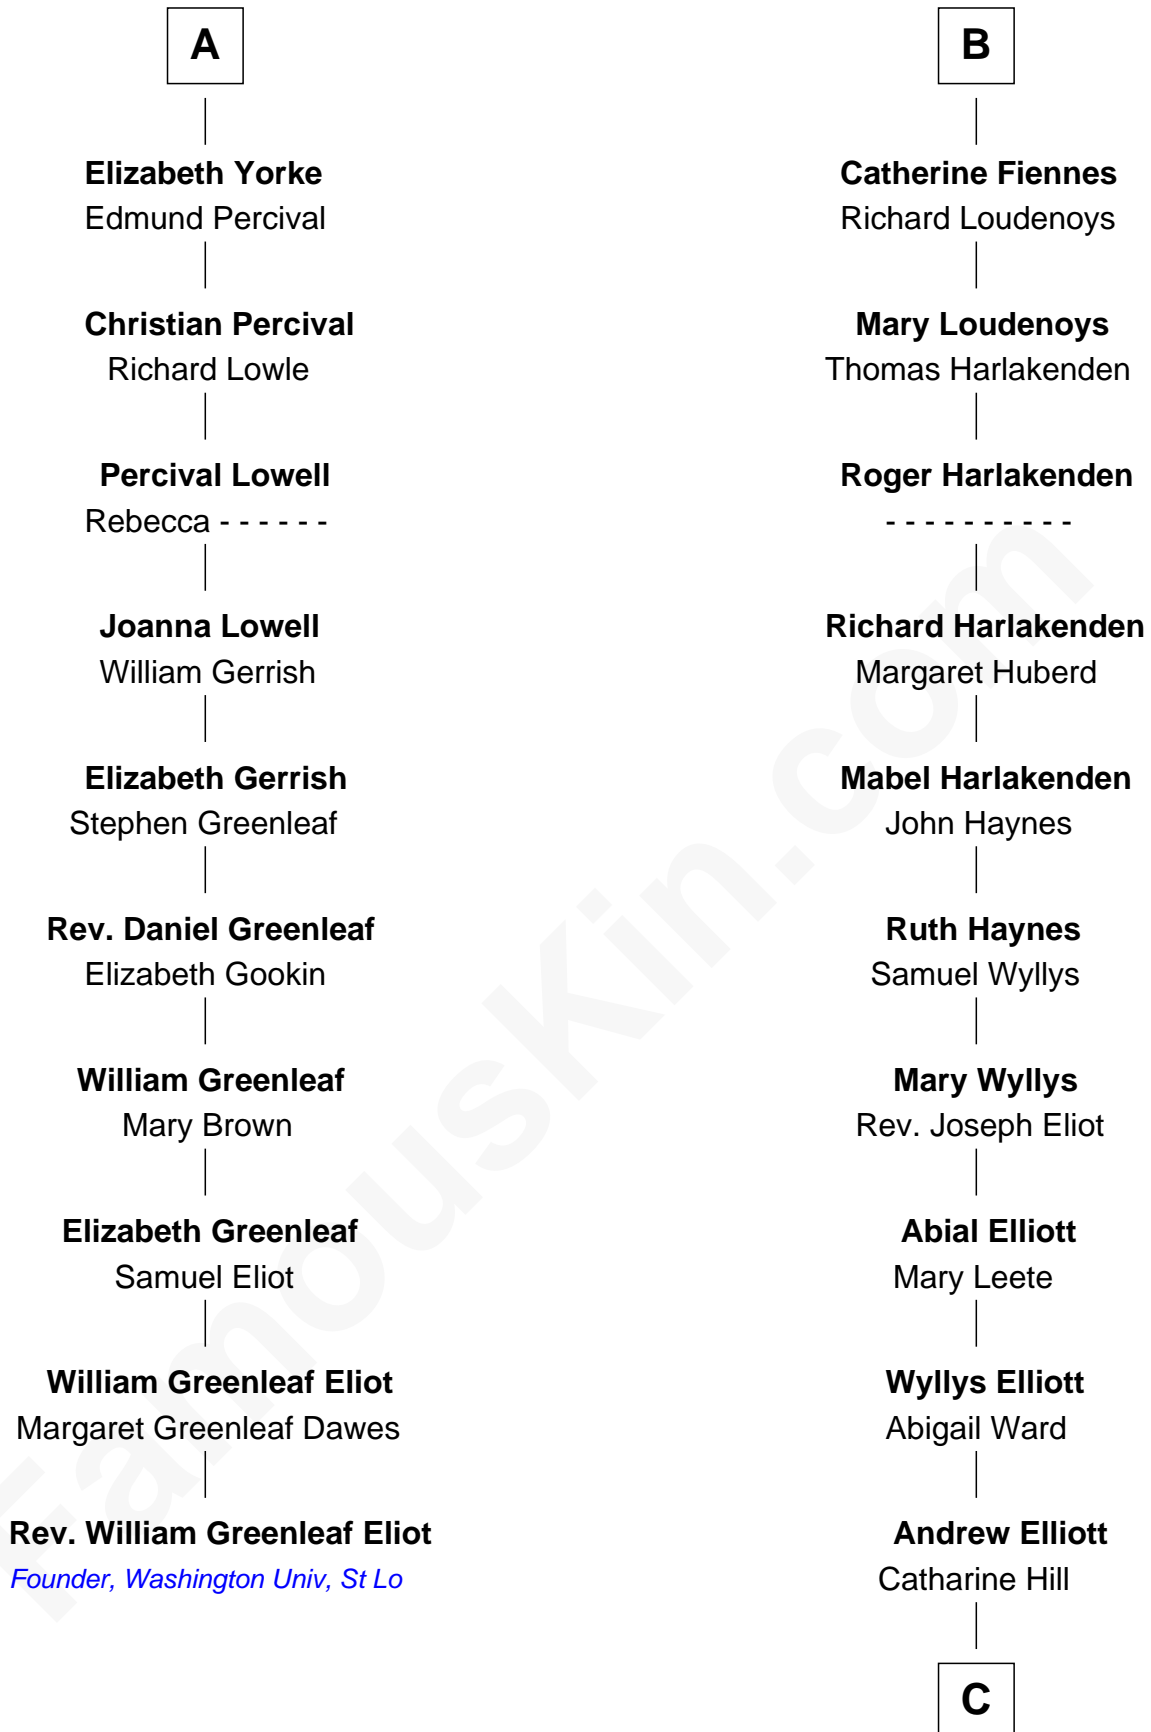 A
Elizabeth Yorke
Edmund Percival
Christian Percival
Richard Lowle
Percival Lowell
Rebecca - - - - - -
Joanna Lowell
William Gerrish
Elizabeth Gerrish
Stephen Greenleaf
Rev. Daniel Greenleaf
Elizabeth Gookin
William Greenleaf
Mary Brown
Elizabeth Greenleaf
Samuel Eliot
William Greenleaf Eliot
Margaret Greenleaf Dawes
Rev. William Greenleaf Eliot
Founder, Washington Univ, St Lo
B
Catherine Fiennes
Richard Loudenoys
Mary Loudenoys
Thomas Harlakenden
Roger Harlakenden
- - - - - - - - - -
Richard Harlakenden
Margaret Huberd
Mabel Harlakenden
John Haynes
Ruth Haynes
Samuel Wyllys
Mary Wyllys
Rev. Joseph Eliot
Abial Elliott
Mary Leete
Wyllys Elliott
Abigail Ward
Andrew Elliott
Catharine Hill
C
FamousKin.com